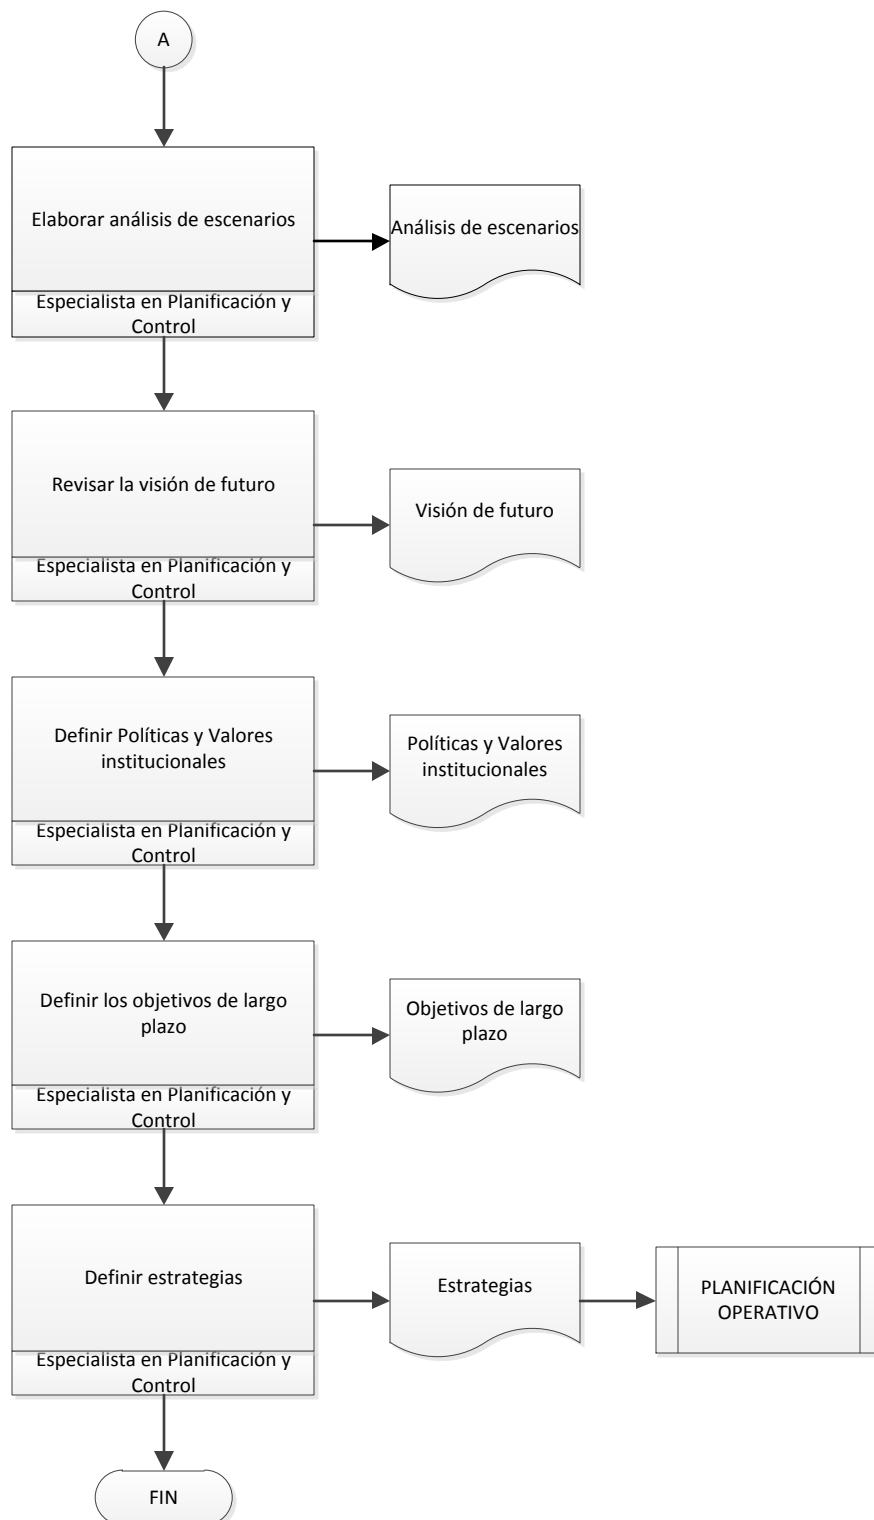 A
Elaborar análisis de escenarios
Análisis de escenarios
Especialista en Planificación y
Control
Revisar la visión de futuro
Visión de futuro
Especialista en Planificación y
Control
Definir Políticas y Valores
institucionales
Políticas y Valores
institucionales
Especialista en Planificación y
Control
Definir los objetivos de largo
plazo
Objetivos de largo
plazo
Especialista en Planificación y
Control
Definir estrategias
Estrategias
PLANIFICACIÓN
OPERATIVO
Especialista en Planificación y
Control
FIN